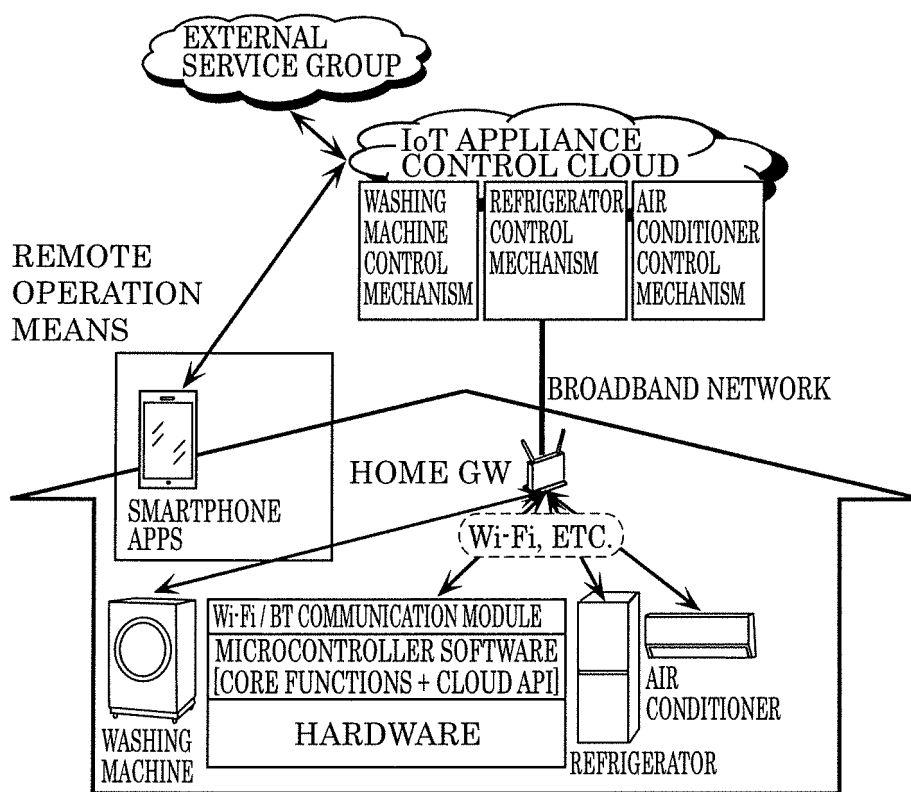 EXTERNAL
SERVICE GROUP
IoT APPLIANCE
CONTROL CLOUD
WASHING
MACHINE
CONTROL
MECHANISM
REFRIGERATOR
CONTROL
MECHANISM
AIR
CONDITIONER
CONTROL
MECHANISM
REMOTE
OPERATION
MEANS
BROADBAND NETWORK
HOME GW
SMARTPHONE
APPS
Wi-Fi, ETC.
Wi-Fi / BT COMMUNICATION MODULE
MICROCONTROLLER SOFTWARE
[CORE FUNCTIONS + CLOUD API]
HARDWARE
WASHING
MACHINE
REFRIGERATOR
AIR
CONDITIONER